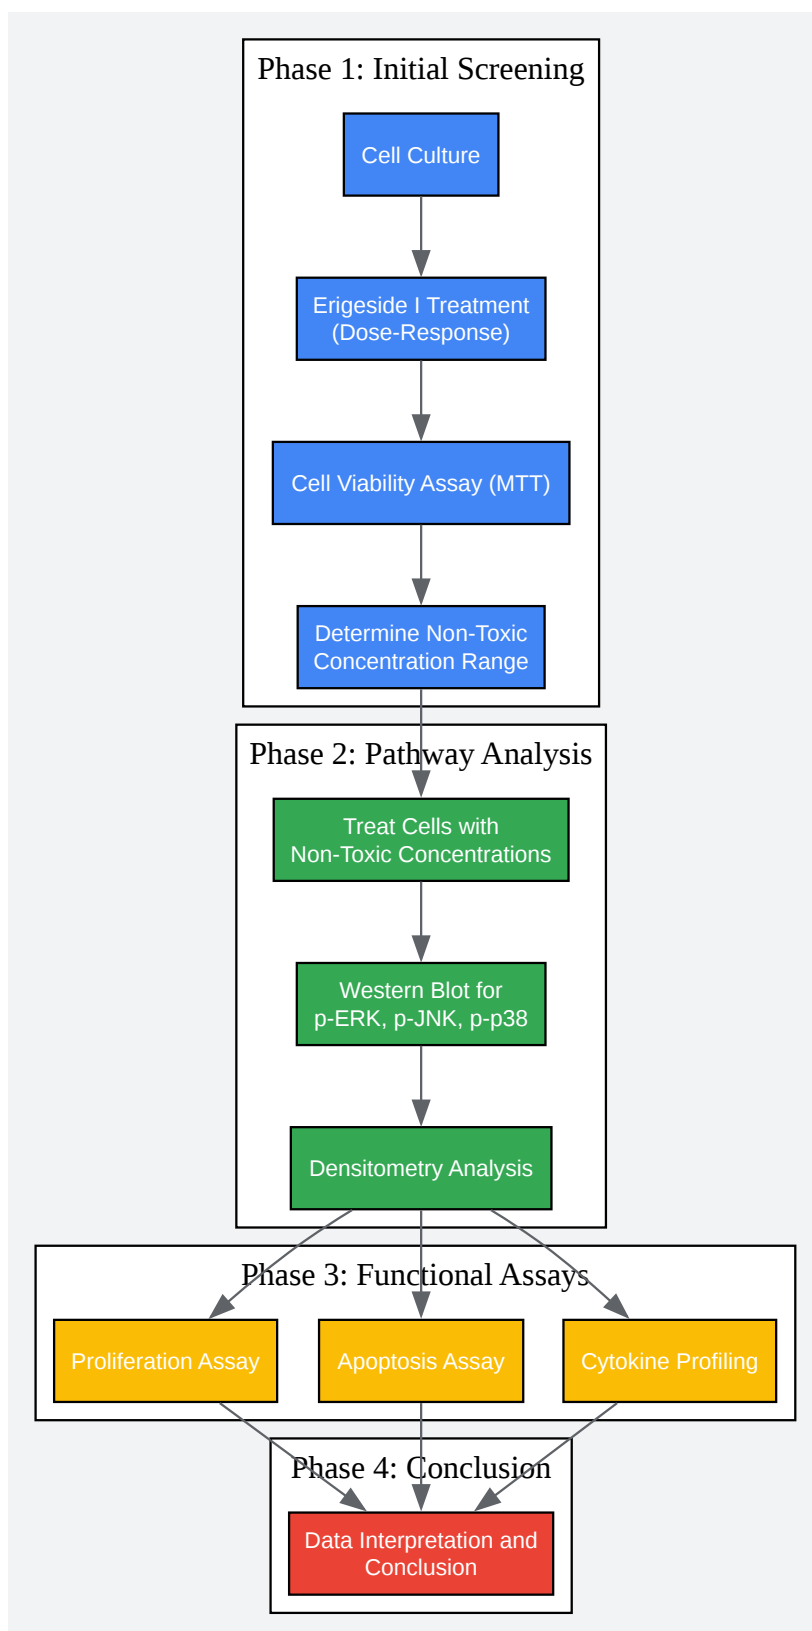 Phase 1: Initial Screening
Cell Culture
Erigeside I Treatment
(Dose-Response)
Cell Viability Assay (MTT)
Determine Non-Toxic
Concentration Range
Phase 2: Pathway Analysis
Treat Cells with
Non-Toxic Concentrations
Western Blot for
p-ERK, p-JNK, p-p38
Densitometry Analysis
Phase 3: Functional Assays
Proliferation Assay
Apoptosis Assay
Cytokine Profiling
Phase 4: Conclusion
Data Interpretation and
Conclusion